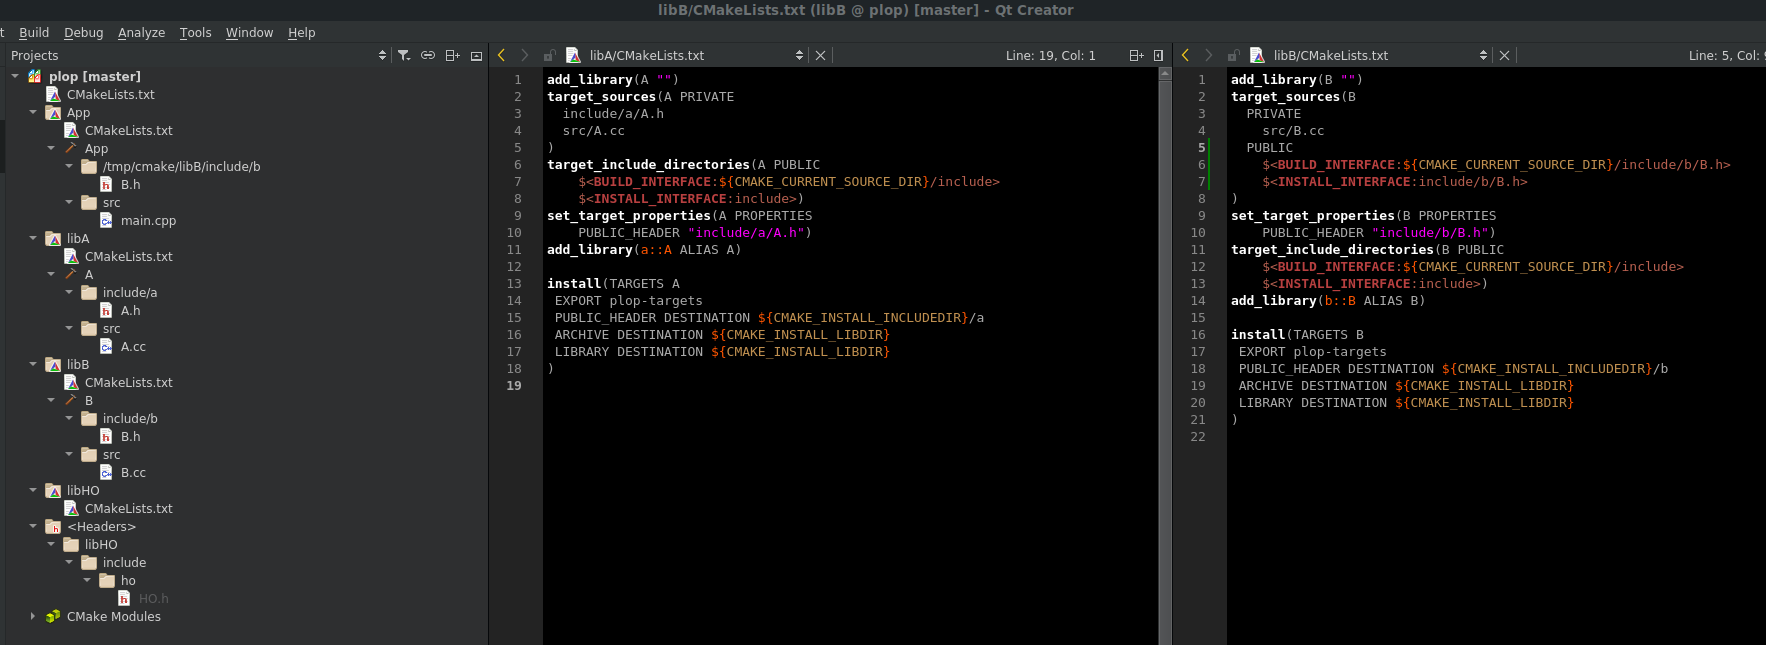 libB/CMakeLists.txt (libB @ plop) [master] - Qt Creator
t Build Debug Analyze Tools Window Help
Projects
plop [master]
CMakeLists.txt
App
CMakeLists.txt
App
/tmp/cmake/libB/include/b
B.h
src
main.cpp
libA
CMakeLists.txt
A
include/a
A.h
src
A.cc
libB
CMakeLists.txt
B
include/b
B.h
src
B.cc
libHO
CMakeLists.txt
<Headers>
libHO
include
ho
HO.h
CMake Modules
libA/CMakeLists.txt Line: 19, Col: 1
1 add_library(A "")
2 target_sources(A PRIVATE
3 include/a/A.h
4 src/A.cc
5 )
6 target_include_directories(A PUBLIC
7 $<BUILD_INTERFACE:${CMAKE_CURRENT_SOURCE_DIR}/include>
8 $<INSTALL_INTERFACE:include>)
9 set_target_properties(A PROPERTIES
10 PUBLIC_HEADER "include/a/A.h")
11 add_library(a::A ALIAS A)
12
13 install(TARGETS A
14 EXPORT plop-targets
15 PUBLIC_HEADER DESTINATION ${CMAKE_INSTALL_INCLUDEDIR}/a
16 ARCHIVE DESTINATION ${CMAKE_INSTALL_LIBDIR}
17 LIBRARY DESTINATION ${CMAKE_INSTALL_LIBDIR}
18 )
19
libB/CMakeLists.txt Line: 5, Col:
1 add_library(B "")
2 target_sources(B
3 PRIVATE
4 src/B.cc
5 PUBLIC
6 $<BUILD_INTERFACE:${CMAKE_CURRENT_SOURCE_DIR}/include/b/B.h>
7 $<INSTALL_INTERFACE:include/b/B.h>
8 )
9 set_target_properties(B PROPERTIES
10 PUBLIC_HEADER "include/b/B.h")
11 target_include_directories(B PUBLIC
12 $<BUILD_INTERFACE:${CMAKE_CURRENT_SOURCE_DIR}/include>
13 $<INSTALL_INTERFACE:include>)
14 add_library(b::B ALIAS B)
15
16 install(TARGETS B
17 EXPORT plop-targets
18 PUBLIC_HEADER DESTINATION ${CMAKE_INSTALL_INCLUDEDIR}/b
19 ARCHIVE DESTINATION ${CMAKE_INSTALL_LIBDIR}
20 LIBRARY DESTINATION ${CMAKE_INSTALL_LIBDIR}
21 )
22